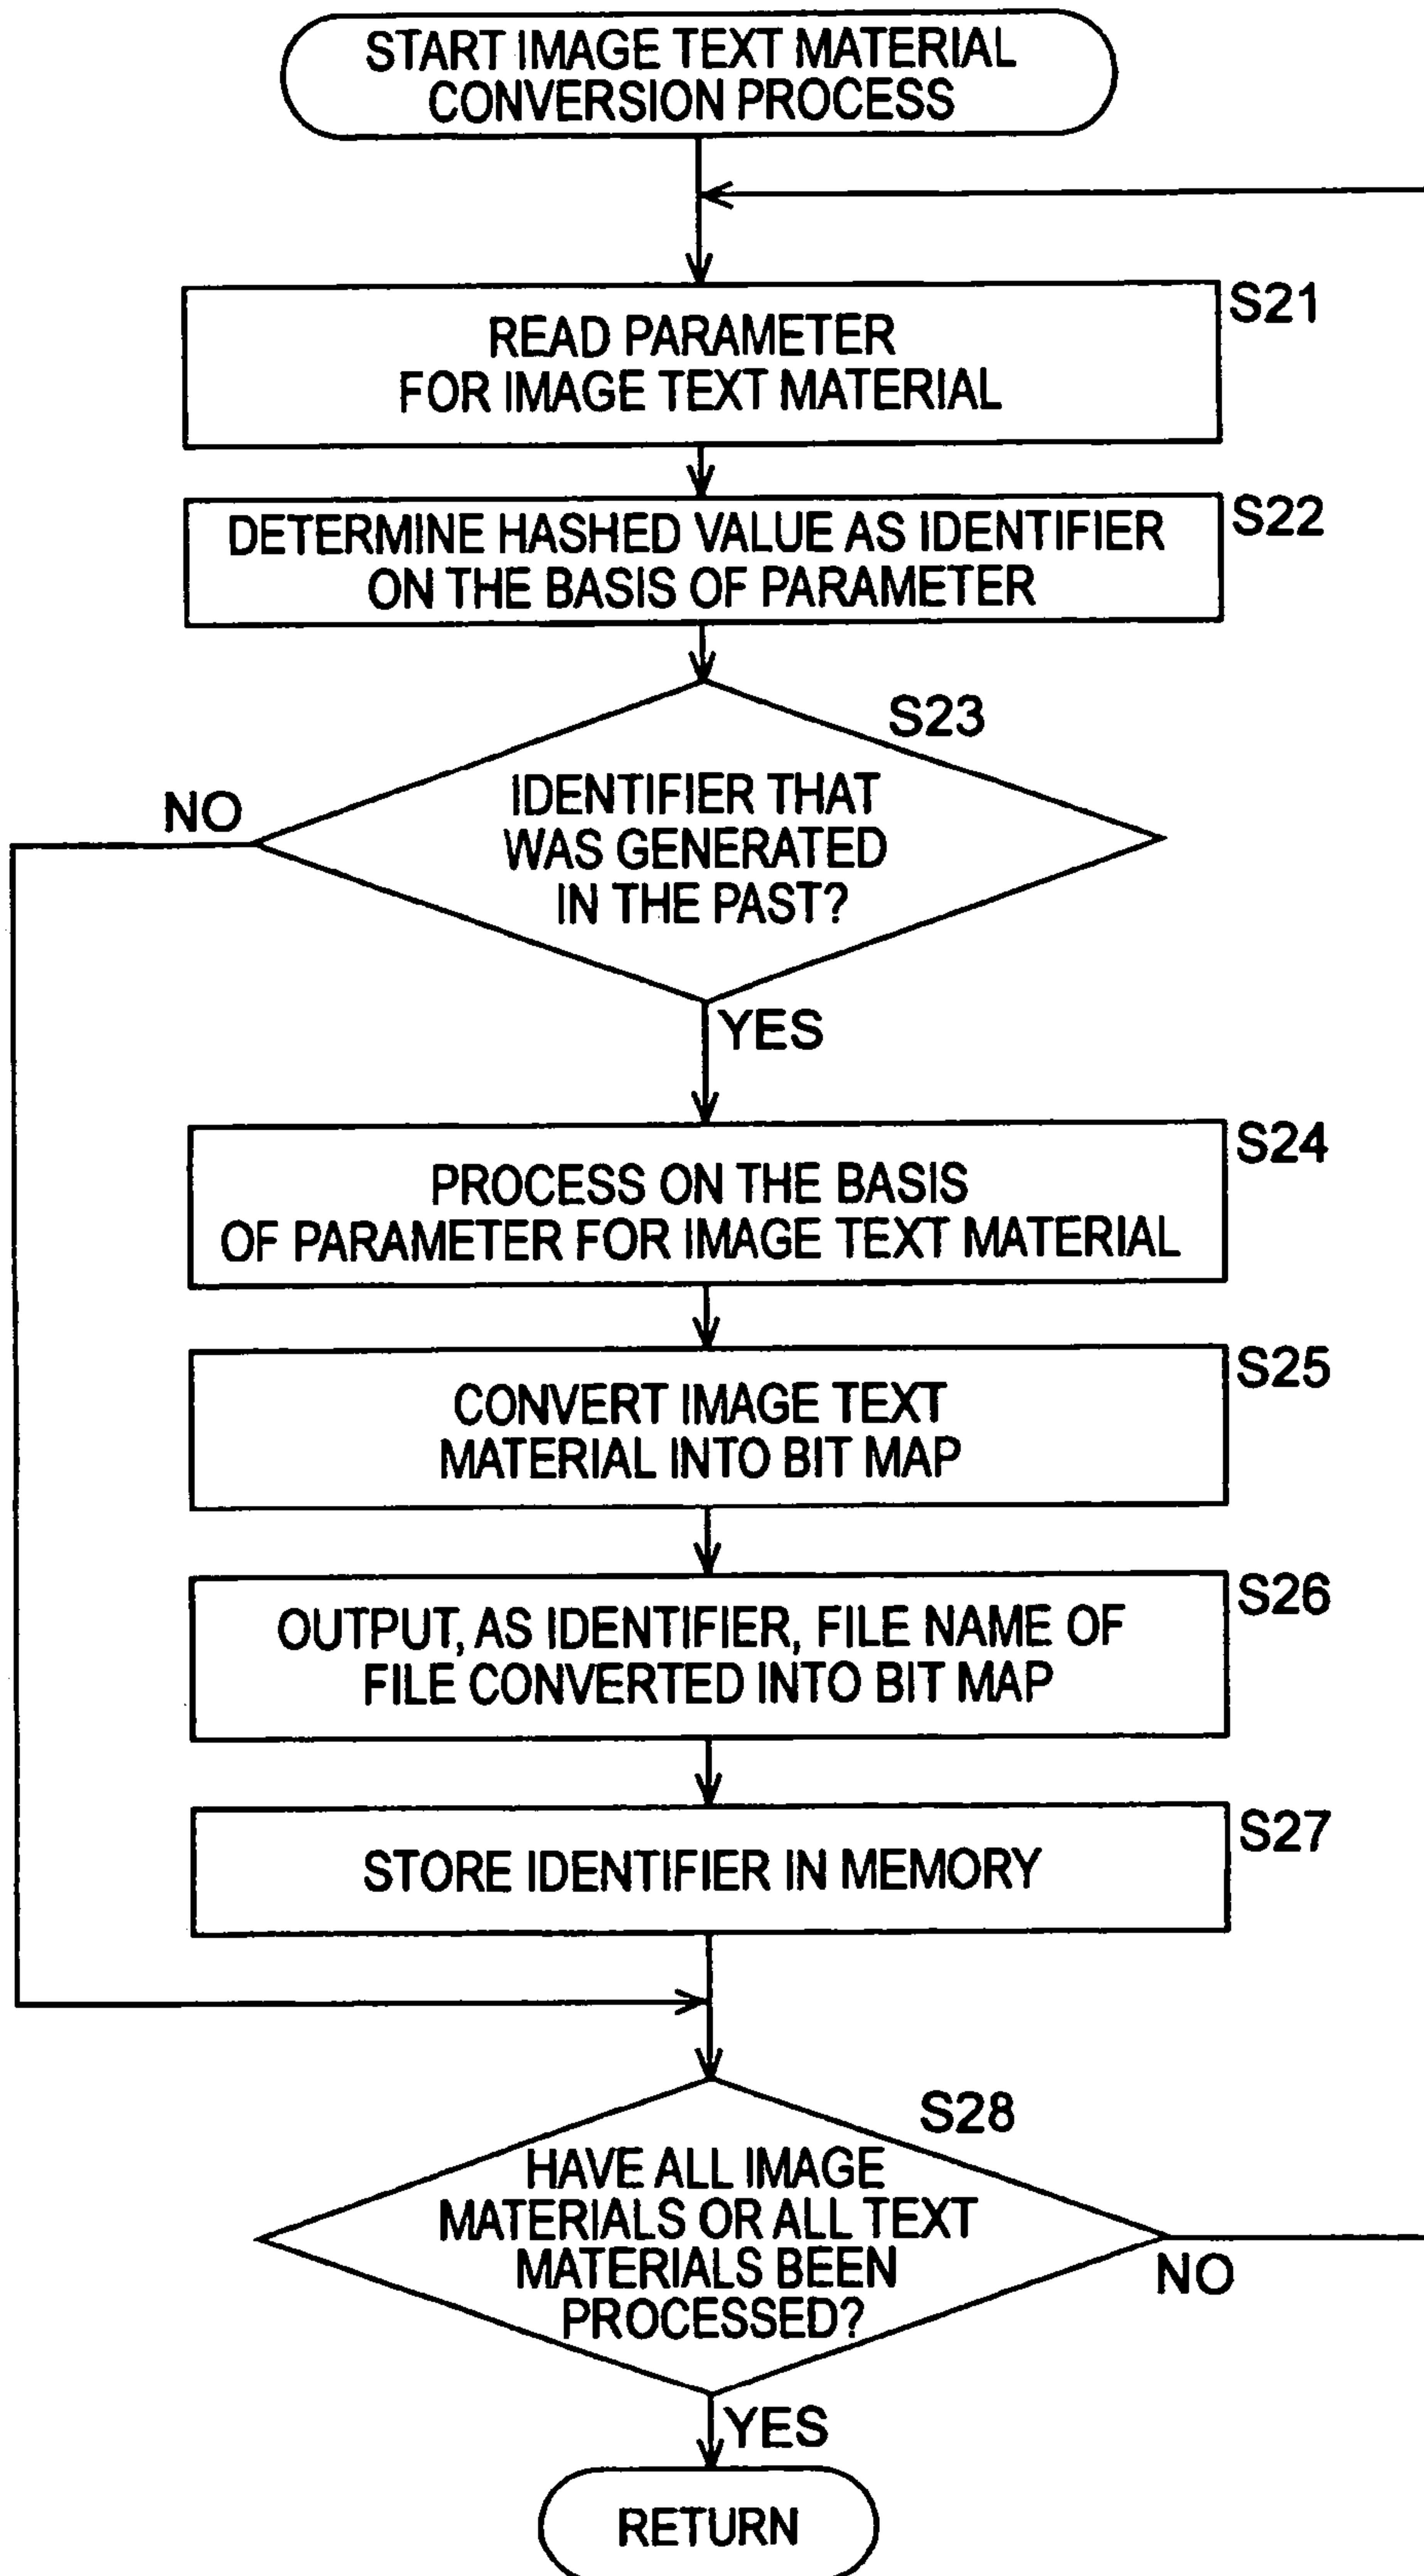 START IMAGE TEXT MATERIAL
CONVERSION PROCESS
S21
READ PARAMETER
FOR IMAGE TEXT MATERIAL
S22
DETERMINE HASHED VALUE AS IDENTIFIER
ON THE BASIS OF PARAMETER
S23
IDENTIFIER THAT
WAS GENERATED
IN THE PAST?
NO
YES
S24
PROCESS ON THE BASIS
OF PARAMETER FOR IMAGE TEXT MATERIAL
S25
CONVERT IMAGE TEXT
MATERIAL INTO BIT MAP
S26
OUTPUT, AS IDENTIFIER, FILE NAME OF
FILE CONVERTED INTO BIT MAP
S27
STORE IDENTIFIER IN MEMORY
S28
HAVE ALL IMAGE
MATERIALS OR ALL TEXT
MATERIALS BEEN
PROCESSED?
NO
YES
RETURN